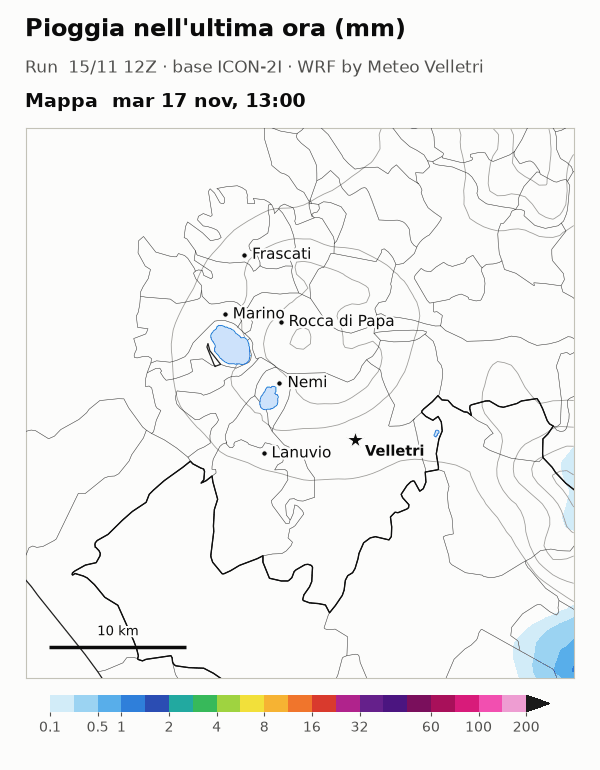 Pioggia nell'ultima ora (mm)
Run  15/11 12Z · base ICON-2I · WRF by Meteo Velletri
Mappa  mar 17 nov, 13:00
Frascati
Marino
Rocca di Papa
Nemi
Velletri
Lanuvio
10 km
0.1 0.5 1 2 4 8 16 32 60 100 200